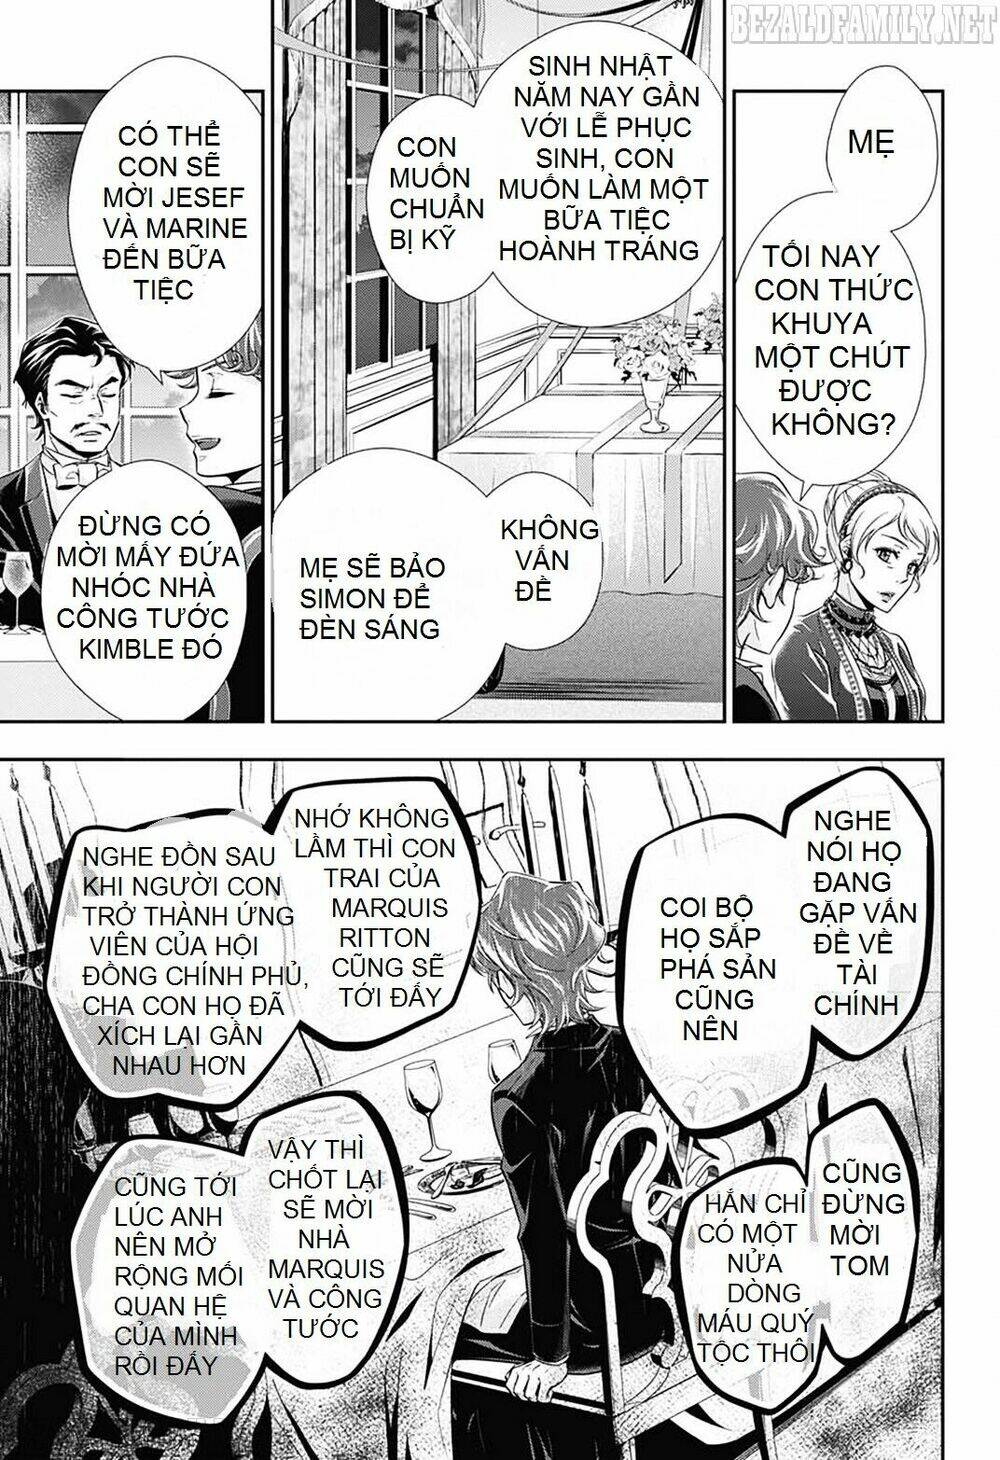 BEZALDFAMILY.NET
MẸ
TỐI NAY
CON THỨC
KHUYA
MỘT CHÚT
ĐƯỢC
KHÔNG?
SINH NHẬT
NĂM NAY GẦN
VỚI LỄ PHỤC
SINH, CON
MUỐN LÀM MỘT
BỮA TIỆC
HOÀNH TRÁNG
CON
MUỐN
CHUẨN
BỊ KỸ
KHÔNG
VẤN
ĐỀ
MẸ SẼ BẢO
SIMON ĐỂ
ĐÈN SÁNG
CÓ THỂ
CON SẼ
MỜI JESEF
VÀ MARINE
ĐẾN BỮA
TIỆC
ĐỪNG CÓ
MỜI MẤY ĐỨA
NHÓC NHÀ
CÔNG TƯỚC
KIMBLE ĐÓ
NGHE
NÓI HỌ
ĐANG
GẶP VẤN
ĐỀ VỀ
TÀI
CHÍNH
COI BỘ
HỌ SẮP
PHÁ SẢN
CŨNG
NÊN
CŨNG
ĐỪNG
MỜI
TOM
HẮN CHỈ
CÓ MỘT
NỬA
DÒNG
MÁU QUÝ
TỘC THÔI
NHỚ KHÔNG
LẦM THÌ CON
TRAI CỦA
MARQUIS
RITTON
CŨNG SẼ
TỚI ĐẤY
NGHE ĐỒN SAU
KHI NGƯỜI CON
TRỞ THÀNH ỨNG
VIÊN CỦA HỘI
ĐỒNG CHÍNH PHỦ,
CHA CON HỌ ĐÃ
XÍCH LẠI GẦN
NHAU HƠN
VẬY THÌ
CHỐT LẠI
SẼ MỜI
NHÀ
MARQUIS
VÀ CÔNG
TƯỚC
CŨNG TỚI
LÚC ANH
NÊN MỞ
RỘNG MỐI
QUAN HỆ
CỦA MÌNH
RỒI ĐẤY